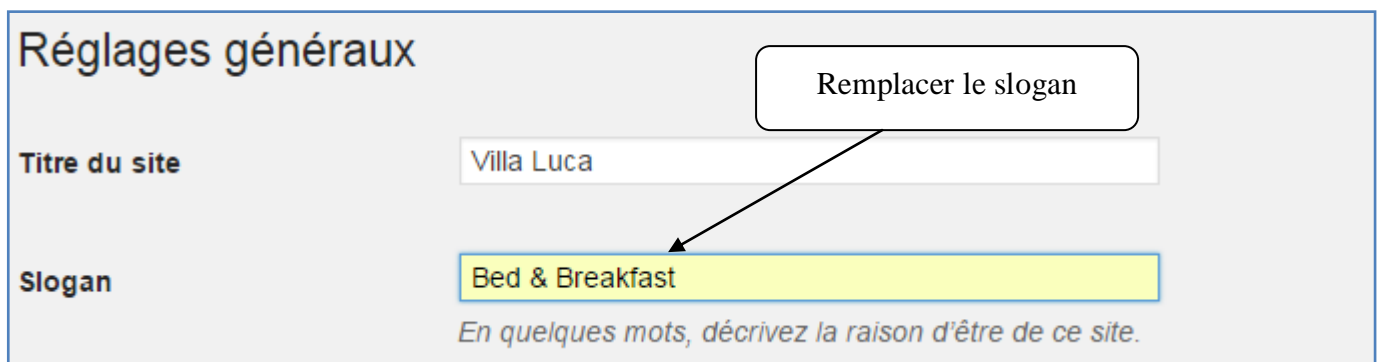 Réglages généraux
Remplacer le slogan
Titre du site
Villa Luca
Slogan
Bed & Breakfast
En quelques mots, décrivez la raison d’être de ce site.